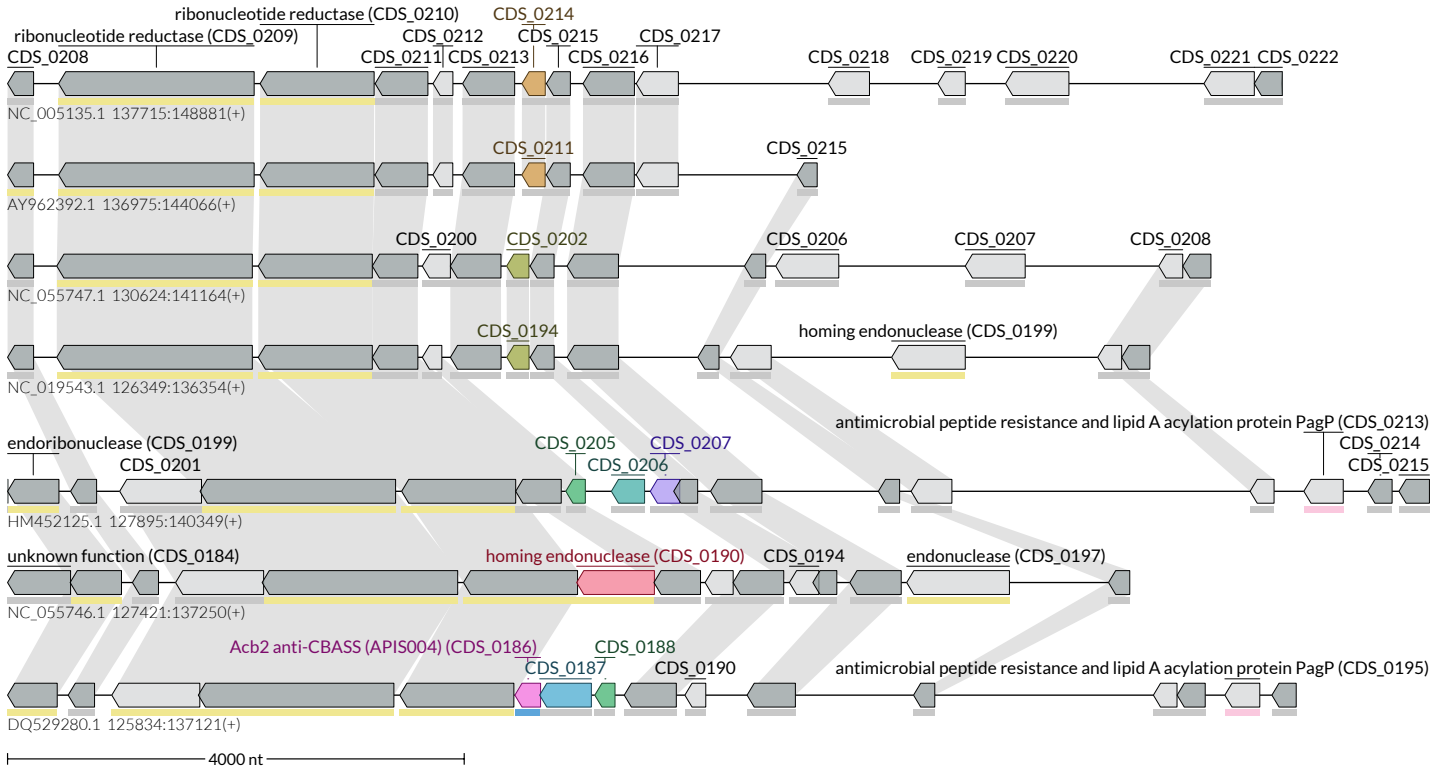 ribonucleotide reductase (CDS_0210) CDS_0214
ribonucleotide reductase (CDS_0209) CDS_0212 CDS_0215 CDS_0217
CDS_0208 CDS_0211 CDS_0213 CDS_0216 CDS_0218 CDS_0219 CDS_0220 CDS_0221 CDS_0222
NC_005135.1 137715:148881(+)
CDS_0211 CDS_0215
AY962392.1 136975:144066(+)
CDS_0200 CDS_0202 CDS_0206 CDS_0207 CDS_0208
NC_055747.1 130624:141164(+)
CDS_0194 homing endonuclease (CDS_0199)
NC_019543.1 126349:136354(+)
antimicrobial peptide resistance and lipid A acylation protein PagP (CDS_0213)
endoribonuclease (CDS_0199) CDS_0205 CDS_0207 CDS_0214
CDS_0201 CDS_0206 CDS_0215
HM452125.1 127895:140349(+)
unknown function (CDS_0184) homing endonuclease (CDS_0190) CDS_0194 endonuclease (CDS_0197)
NC_055746.1 127421:137250(+)
Acb2 anti-CBASS (APIS004) (CDS_0186) CDS_0188
CDS_0187 CDS_0190 antimicrobial peptide resistance and lipid A acylation protein PagP (CDS_0195)
DQ529280.1 125834:137121(+)
4000 nt